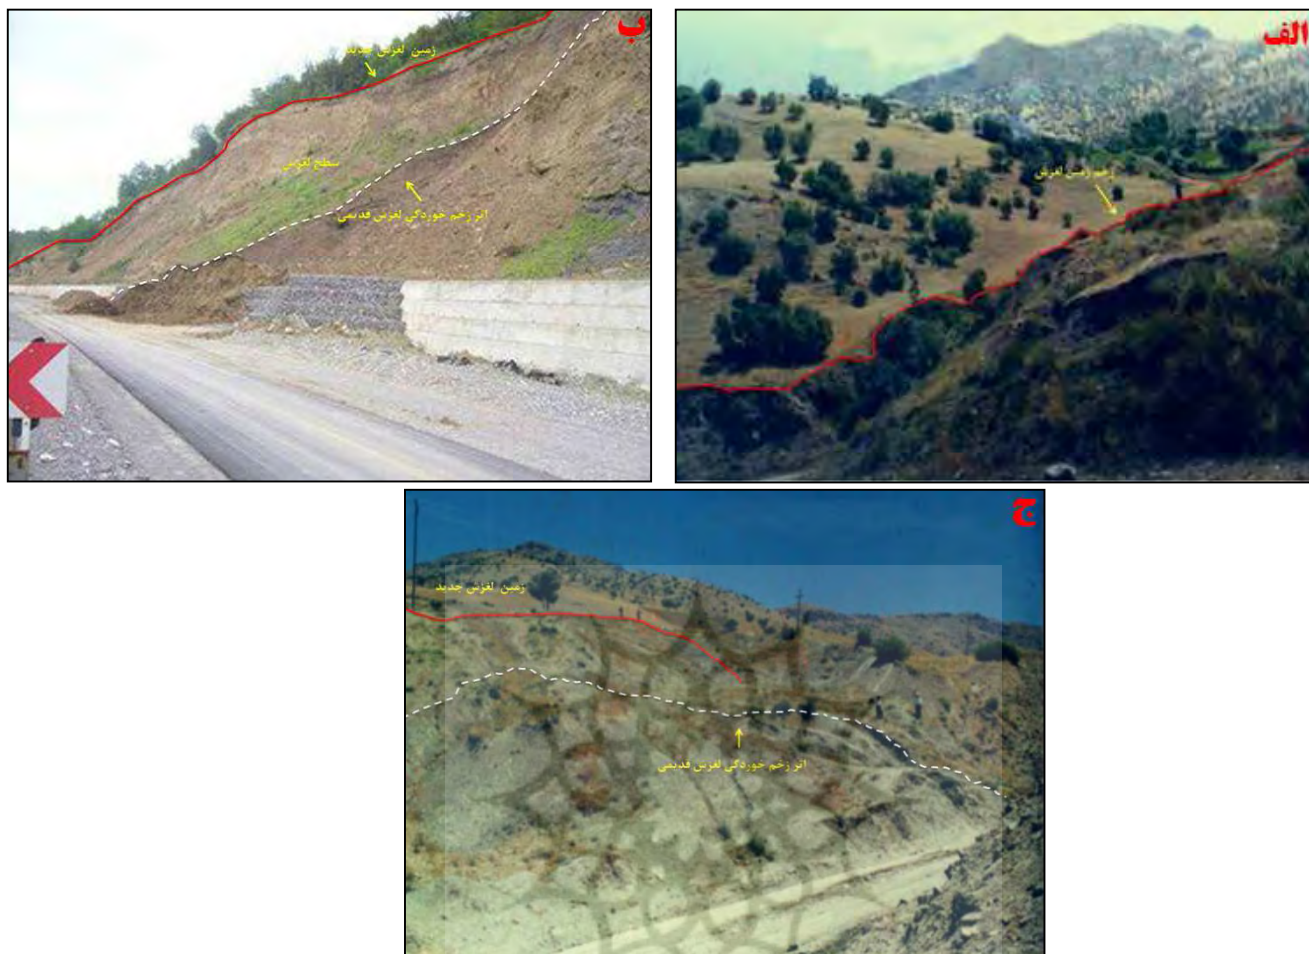 الف
زخم زمین لغزش
ب
زمین لغزش جدید
سطح لغزش
اثر زخم خوردگی لغزش قدیمی
ج
زمین لغزش جدید
اثر زخم خوردگی لغزش قدیمی